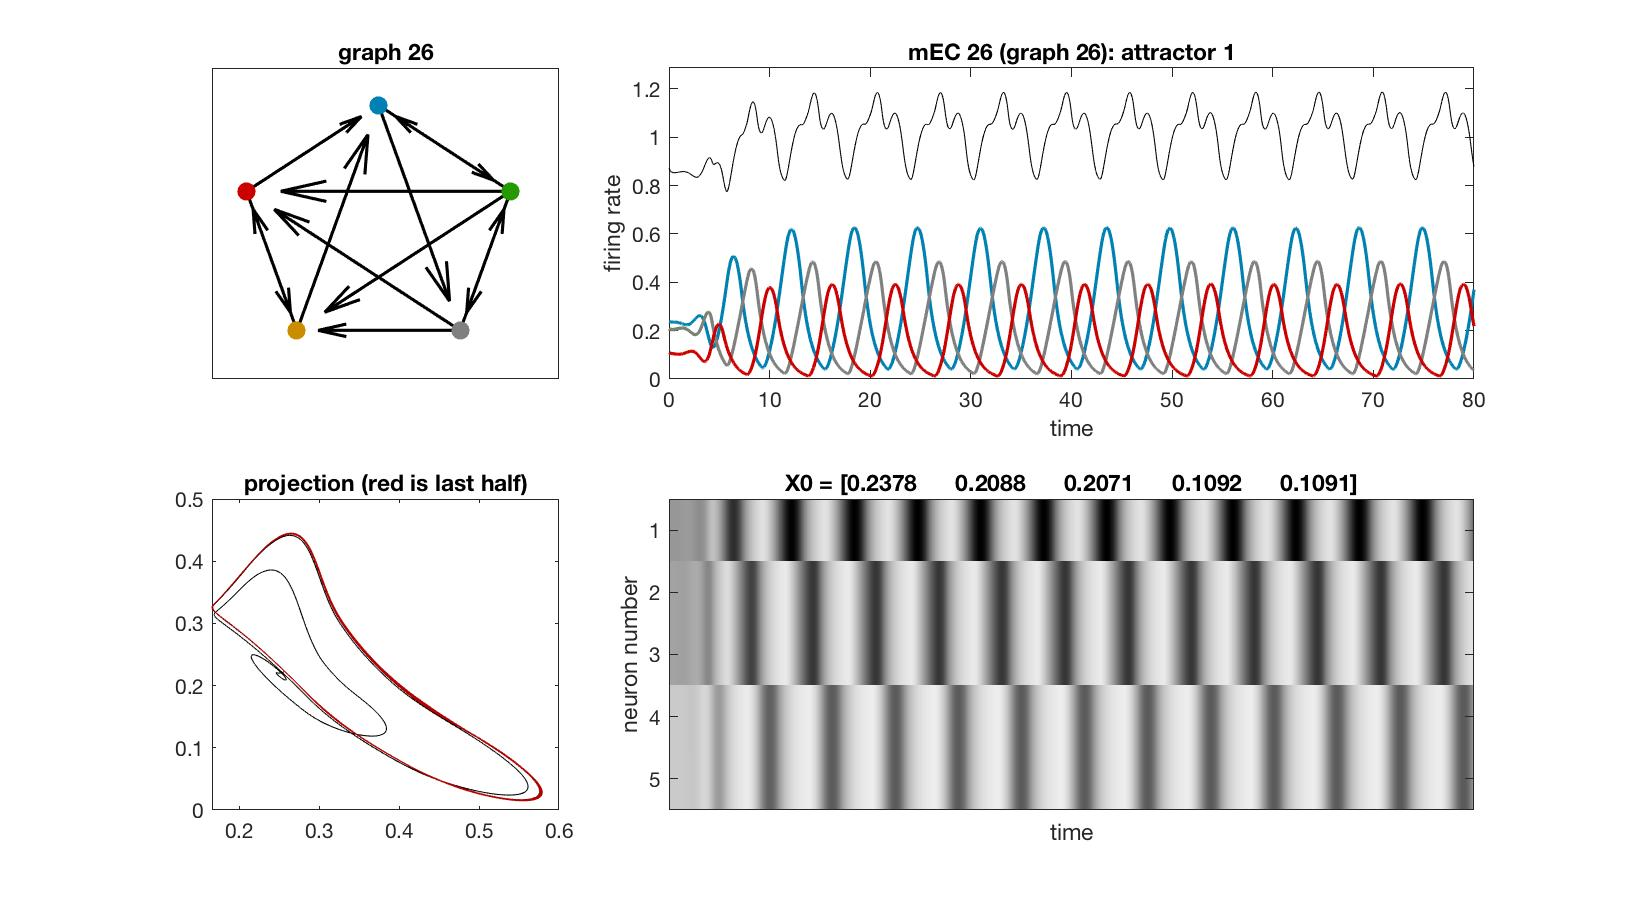 graph 26
mEC 26 (graph 26): attractor 1
firing rate
1.2
1
0.8
0.6
0.4
0.2
0
0 10 20 30 40 50 60 70 80
time
projection (red is last half)
0.5
0.4
0.3
0.2
0.1
0
0.2 0.3 0.4 0.5 0.6
X0 = [0.2378 0.2088 0.2071 0.1092 0.1091]
neuron number
1
2
3
4
5
time